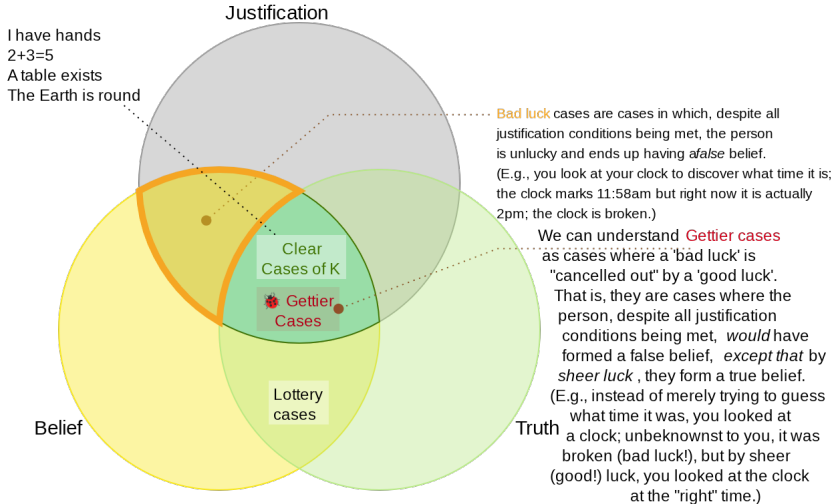 Justification
I have hands
2+3=5
A table exists
The Earth is round
Bad luck cases are cases in which, despite all
justification conditions being met, the person
is unlucky and ends up having afalse belief.
(E.g., you look at your clock to discover what time it is;
the clock marks 11:58am but right now it is actually
2pm; the clock is broken.)
We can understand Gettier cases
as cases where a 'bad luck' is
"cancelled out" by a 'good luck'.
That is, they are cases where the
person, despite all justification
conditions being met, would have
formed a false belief, except that by
sheer luck , they form a true belief.
(E.g., instead of merely trying to guess
what time it was, you looked at
a clock; unbeknownst to you, it was
broken (bad luck!), but by sheer
(good!) luck, you looked at the clock
at the "right" time.)
Clear
Cases of K
🐞 Gettier
Cases
Lottery
cases
Belief
Truth